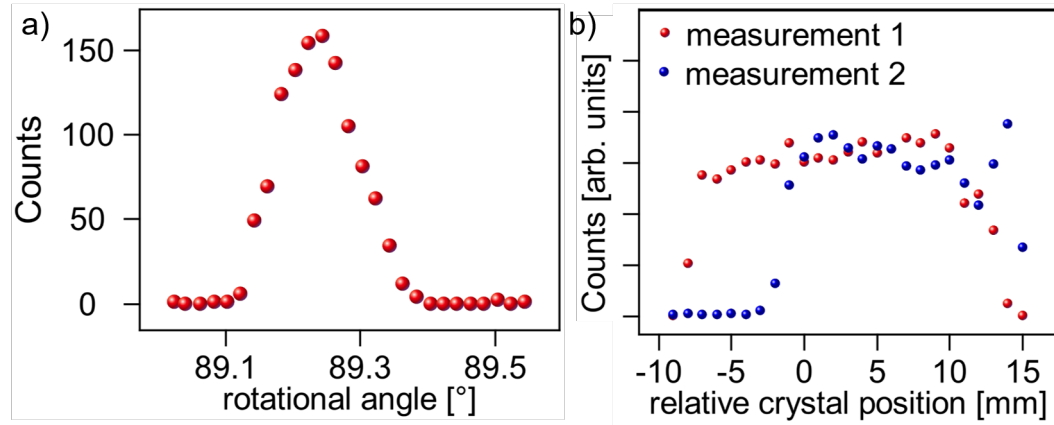 a)
Counts
150
100
50
0
89.1 89.3 89.5
rotational angle [°]
b)
measurement 1
measurement 2
Counts [arb. units]
-10 -5 0 5 10 15
relative crystal position [mm]